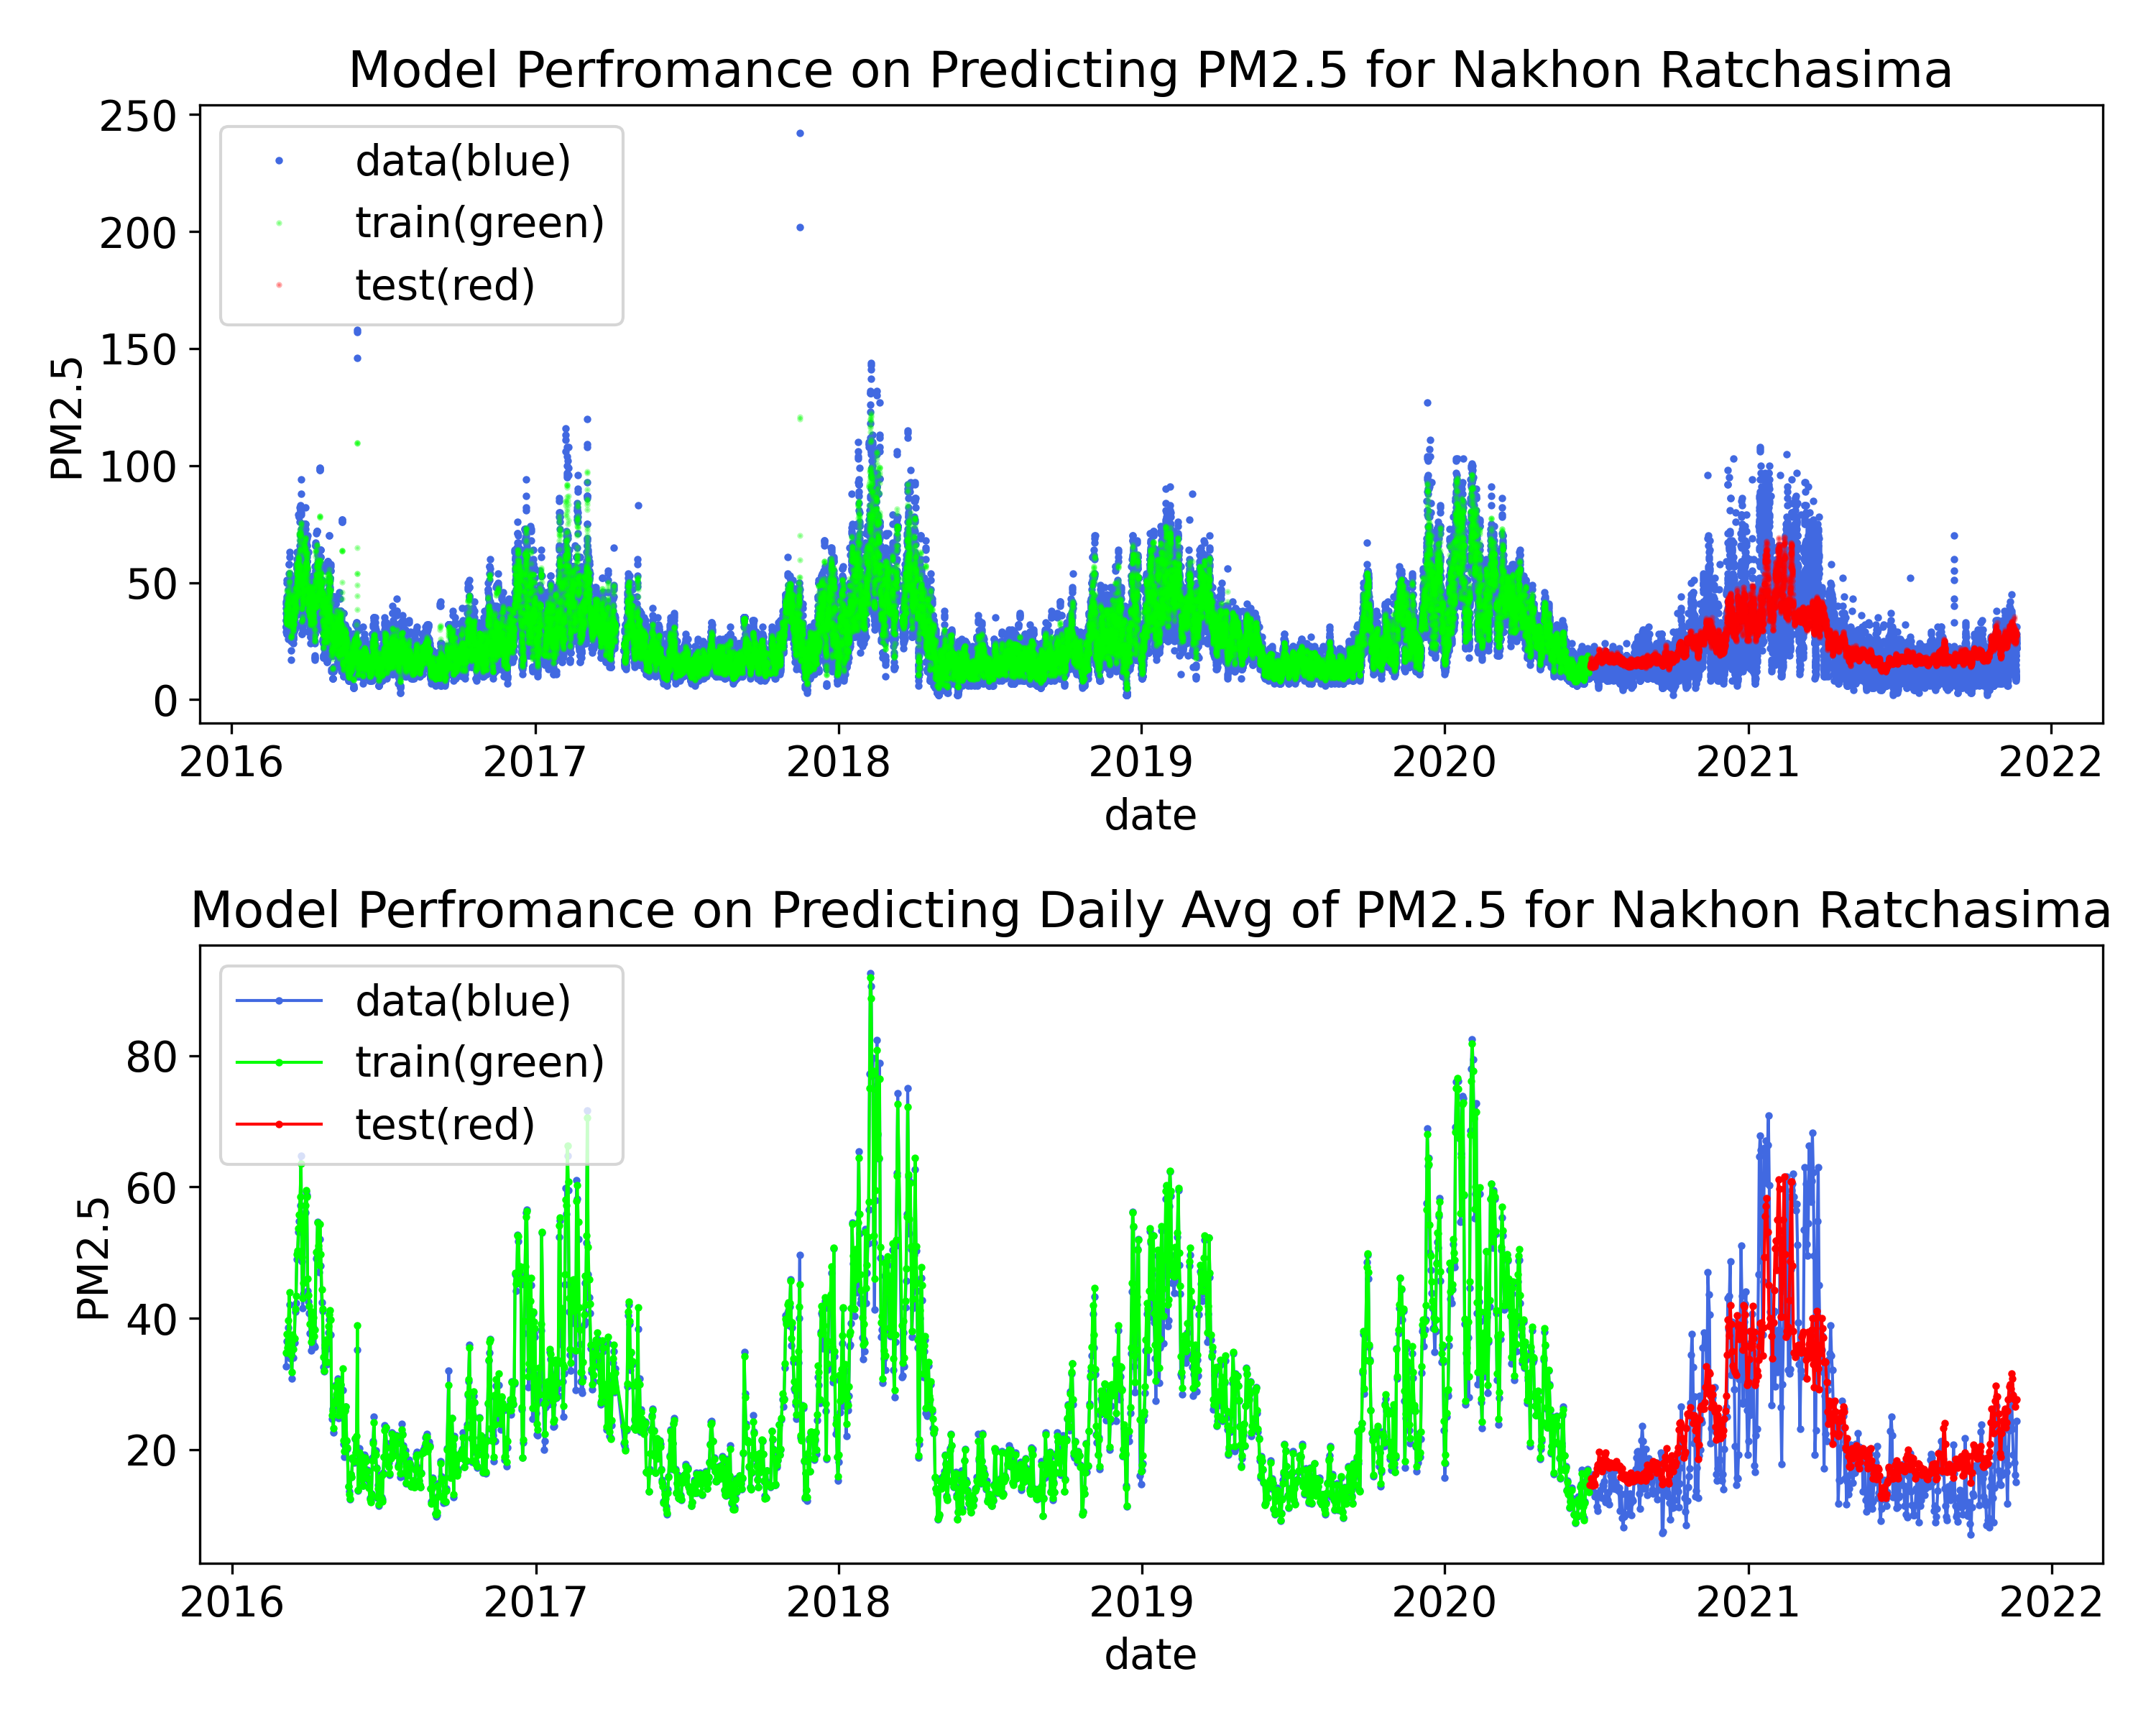 Model Perfromance on Predicting PM2.5 for Nakhon Ratchasima
250
200
150
100
50
0
PM2.5
data(blue)
train(green)
test(red)
2016 2017 2018 2019 2020 2021 2022
date
Model Perfromance on Predicting Daily Avg of PM2.5 for Nakhon Ratchasima
80
60
40
20
PM2.5
data(blue)
train(green)
test(red)
2016 2017 2018 2019 2020 2021 2022
date